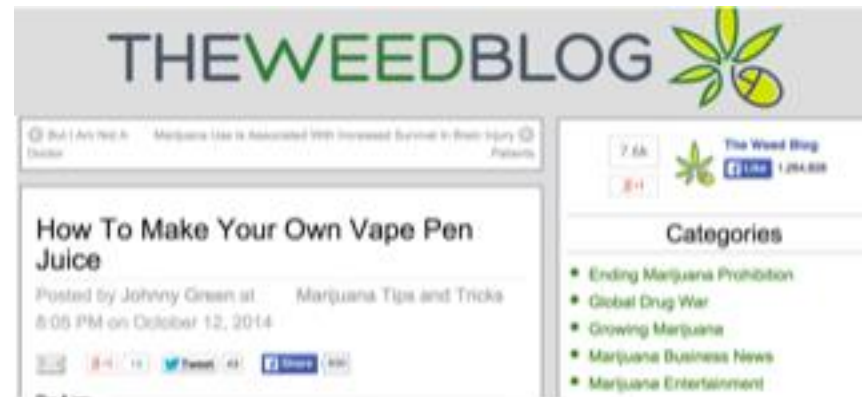 THEWEEDBLOG
But I Am Not A Doctor
Marijuana Use Is Associated With Increased Survival In Brain Injury Patients
How To Make Your Own Vape Pen
Juice
Posted by Johnny Green at Marijuana Tips and Tricks
8:05 PM on October 12, 2014
Tweet
Share
7.6k
The Weed Blog
Like
+1
Categories
Ending Marijuana Prohibition
Global Drug War
Growing Marijuana
Marijuana Business News
Marijuana Entertainment